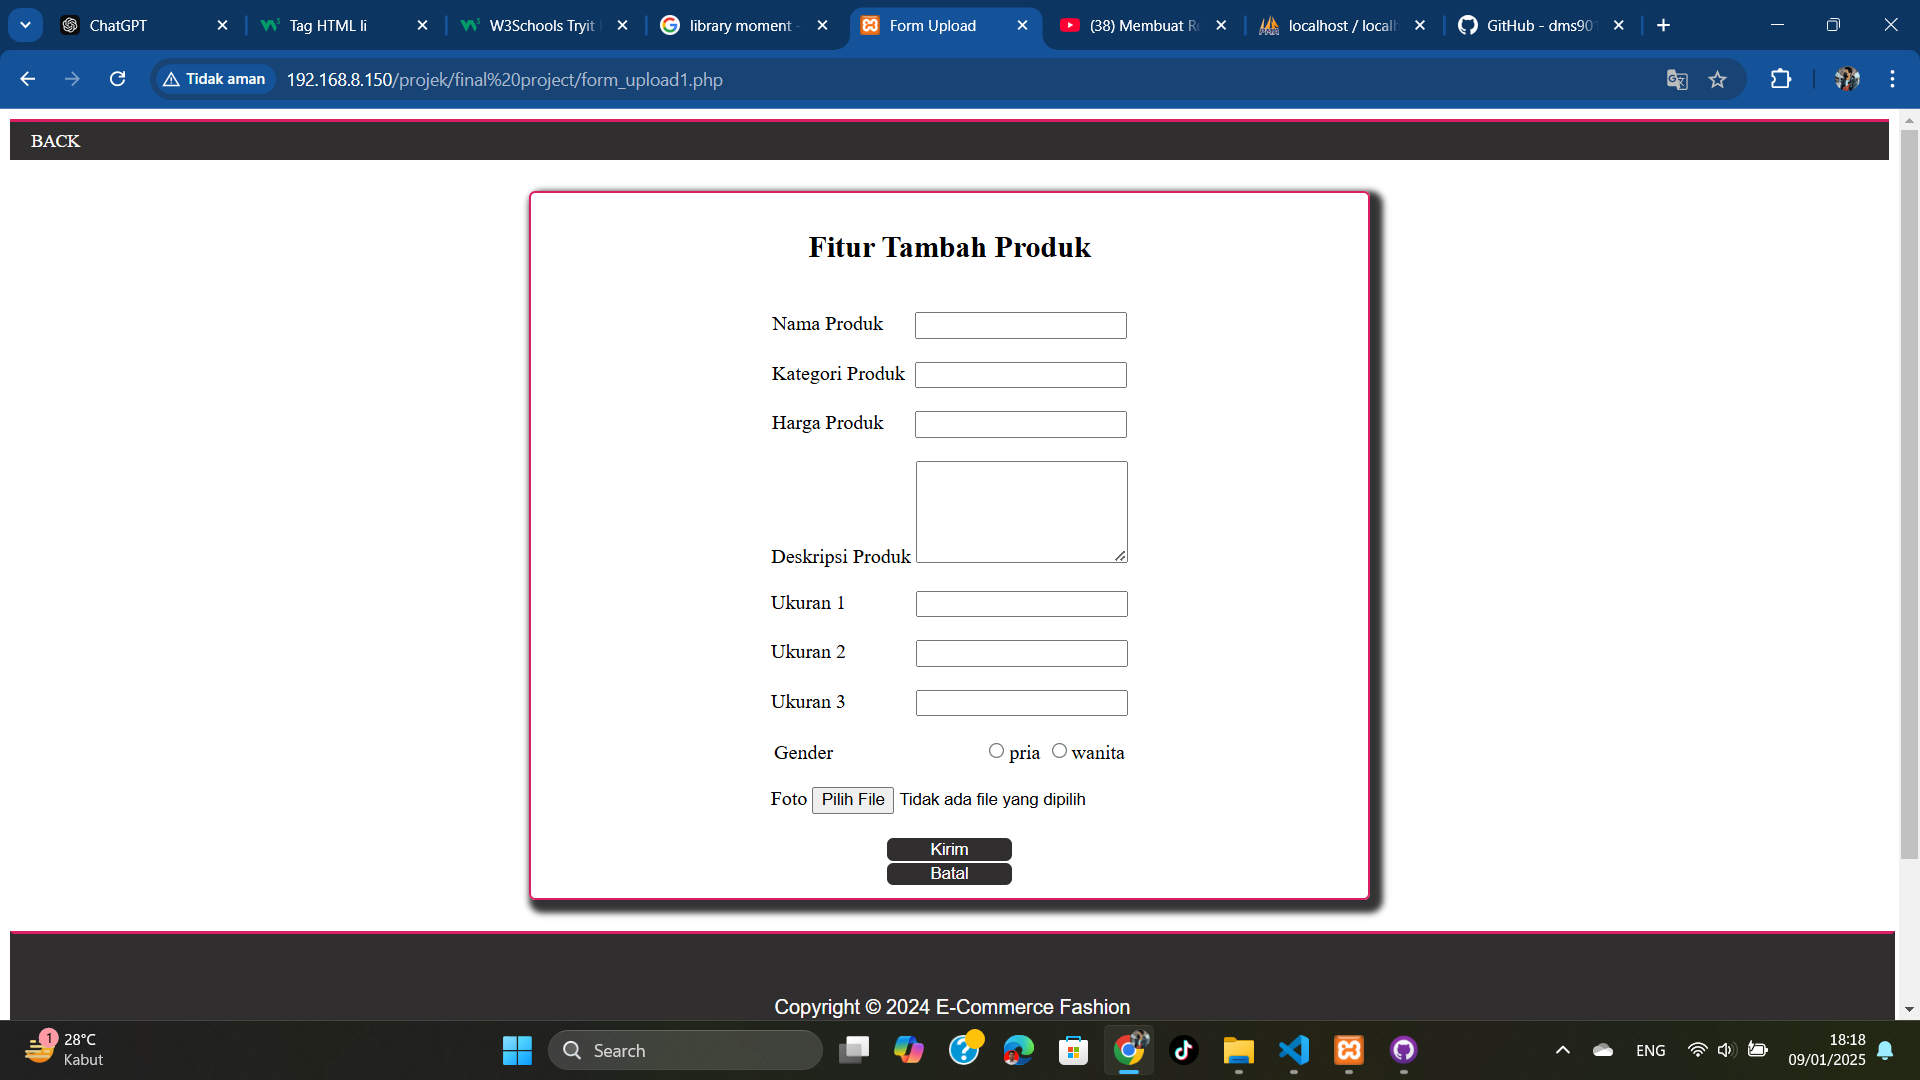 ChatGPT
Tag HTML li
W3Schools Tryit
library moment -
Form Upload
(38) Membuat Re
localhost / localh
GitHub - dms901
Tidak aman
192.168.8.150/projek/final%20project/form_upload1.php
BACK
Fitur Tambah Produk
Nama Produk
Kategori Produk
Harga Produk
Deskripsi Produk
Ukuran 1
Ukuran 2
Ukuran 3
Gender pria wanita
Foto Pilih File Tidak ada file yang dipilih
Kirim
Batal
Copyright © 2024 E-Commerce Fashion
1
28°C
Kabut
Search
ENG
18:18
09/01/2025